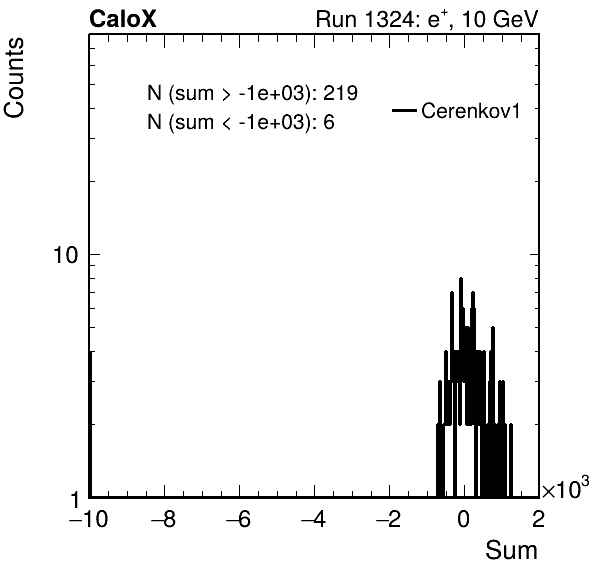 CaloX Run 1324: e⁺, 10 GeV
Counts
N (sum > -1e+03): 219
N (sum < -1e+03): 6
Cerenkov1
10
1
−10 −8 −6 −4 −2 0 2
×10³
Sum